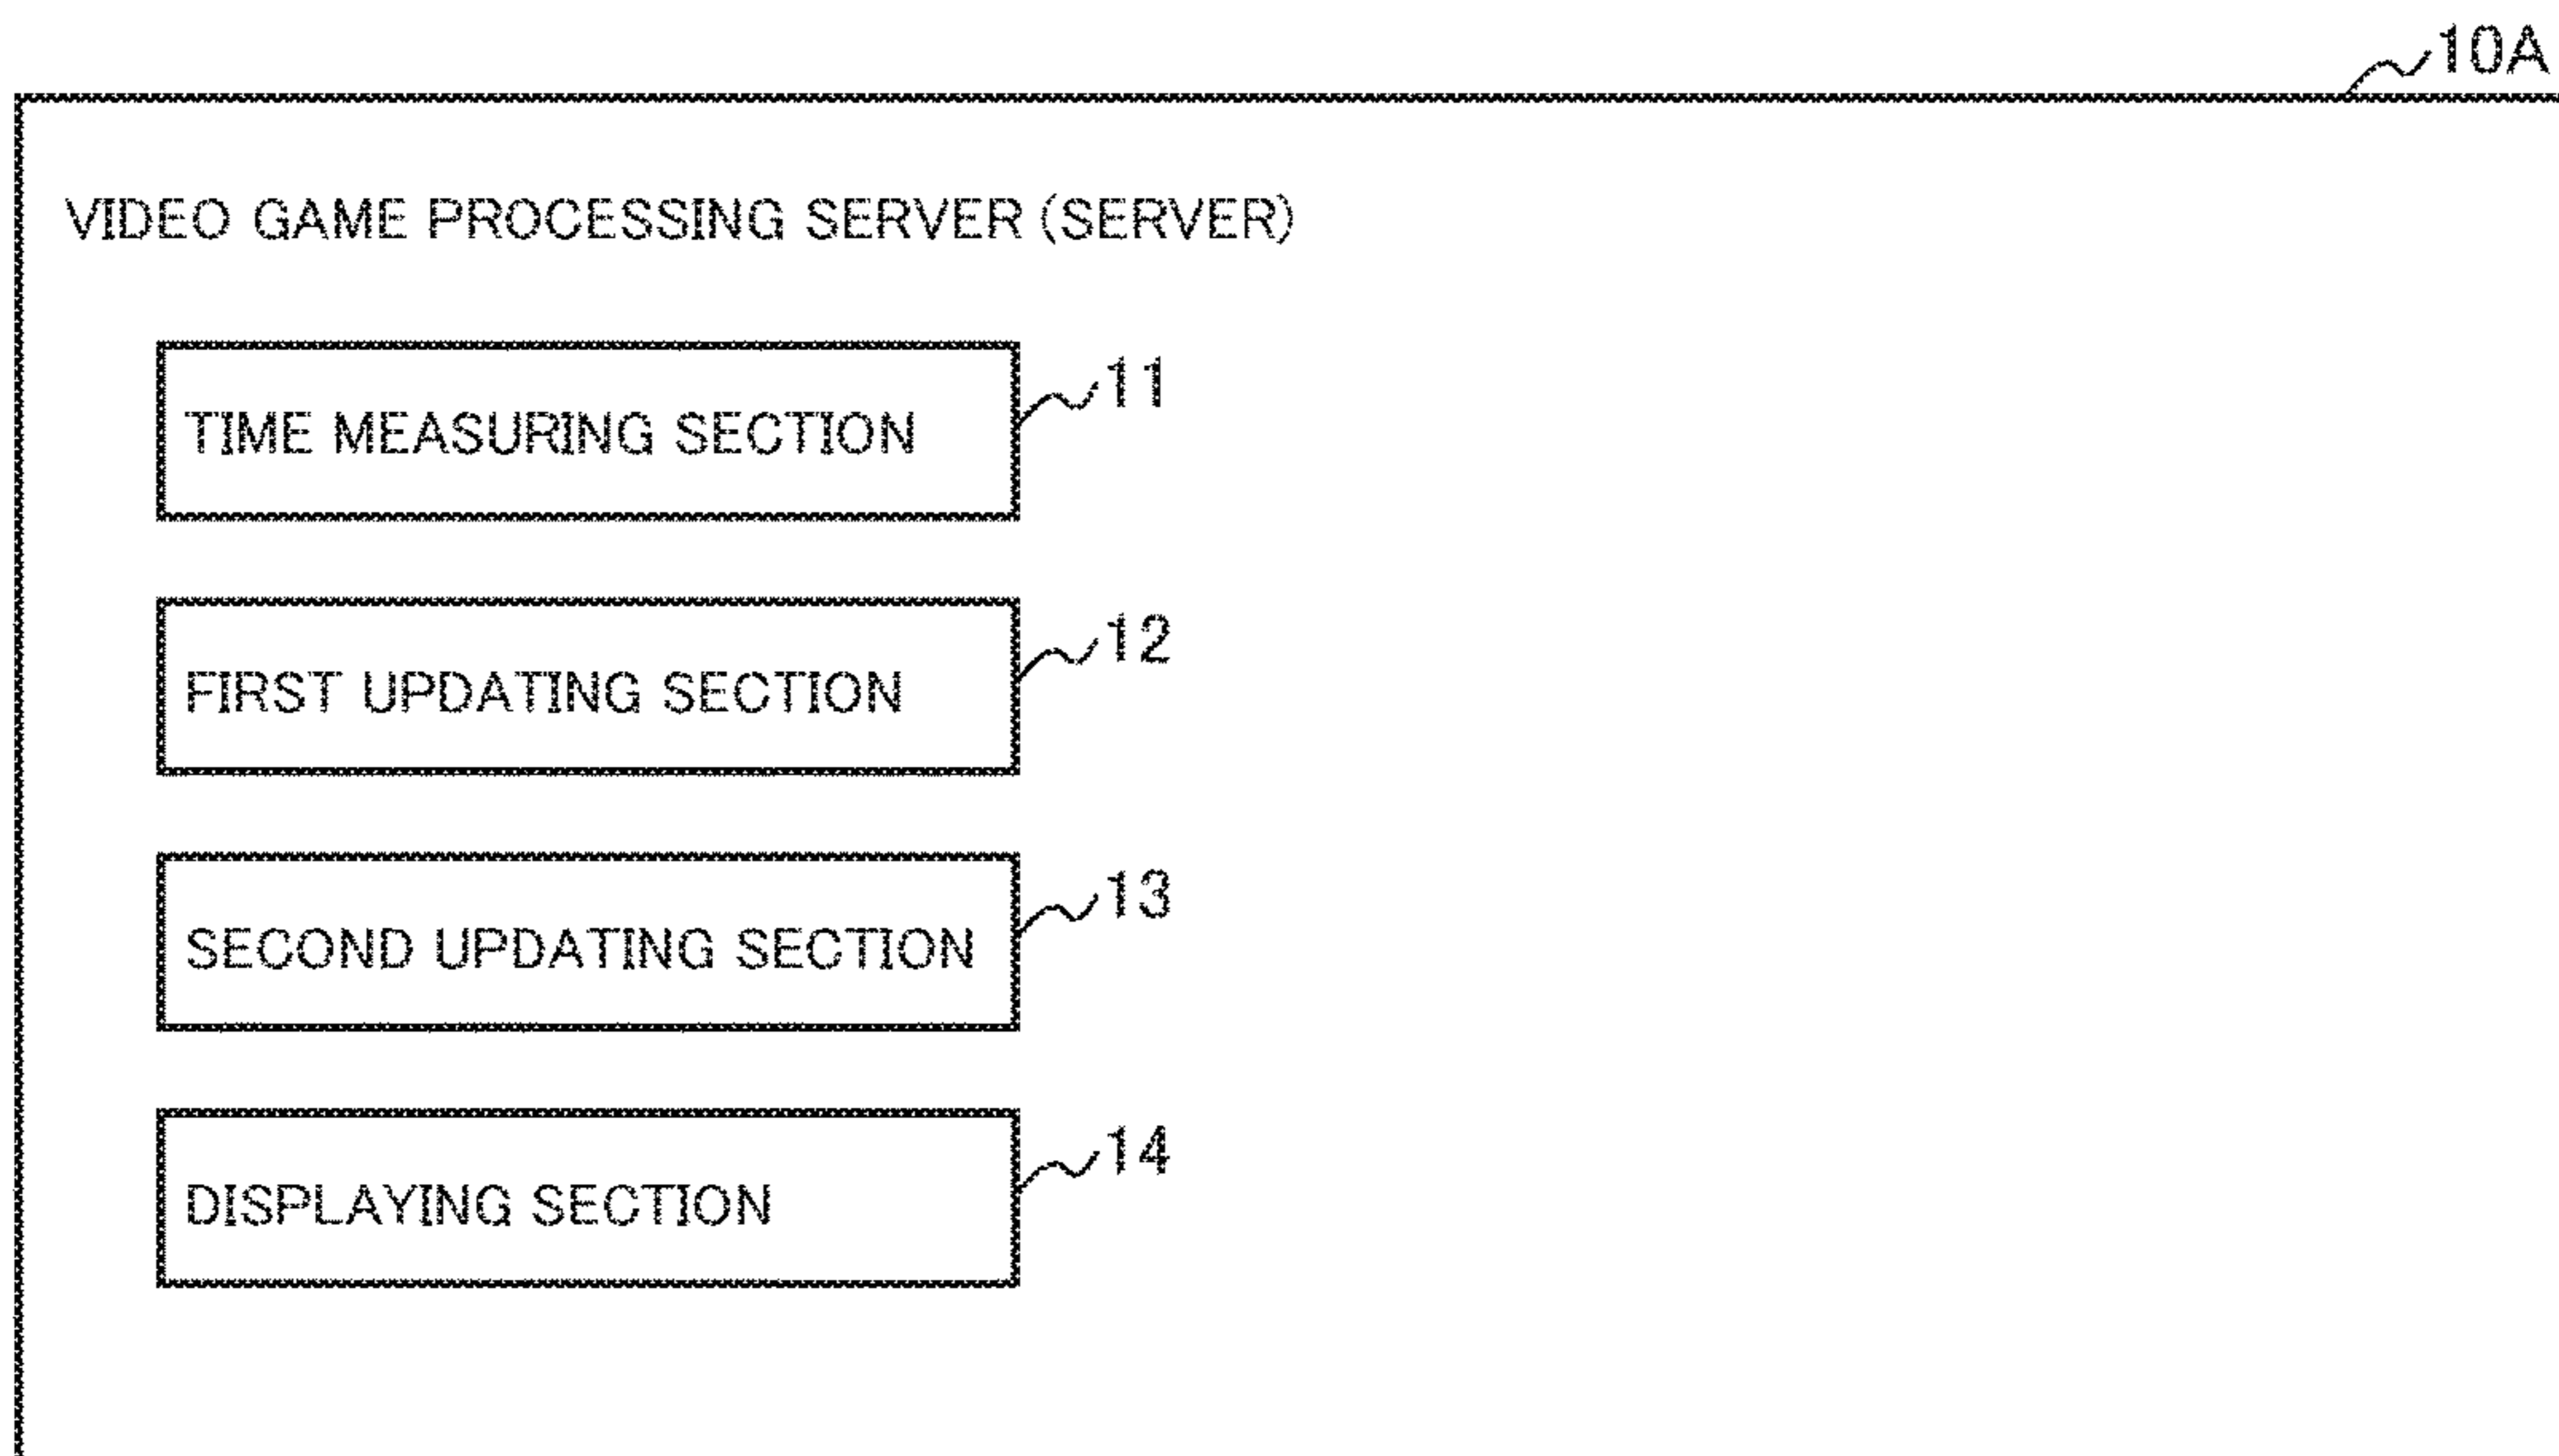 10A
VIDEO GAME PROCESSING SERVER (SERVER)
TIME MEASURING SECTION
11
FIRST UPDATING SECTION
12
SECOND UPDATING SECTION
13
DISPLAYING SECTION
14